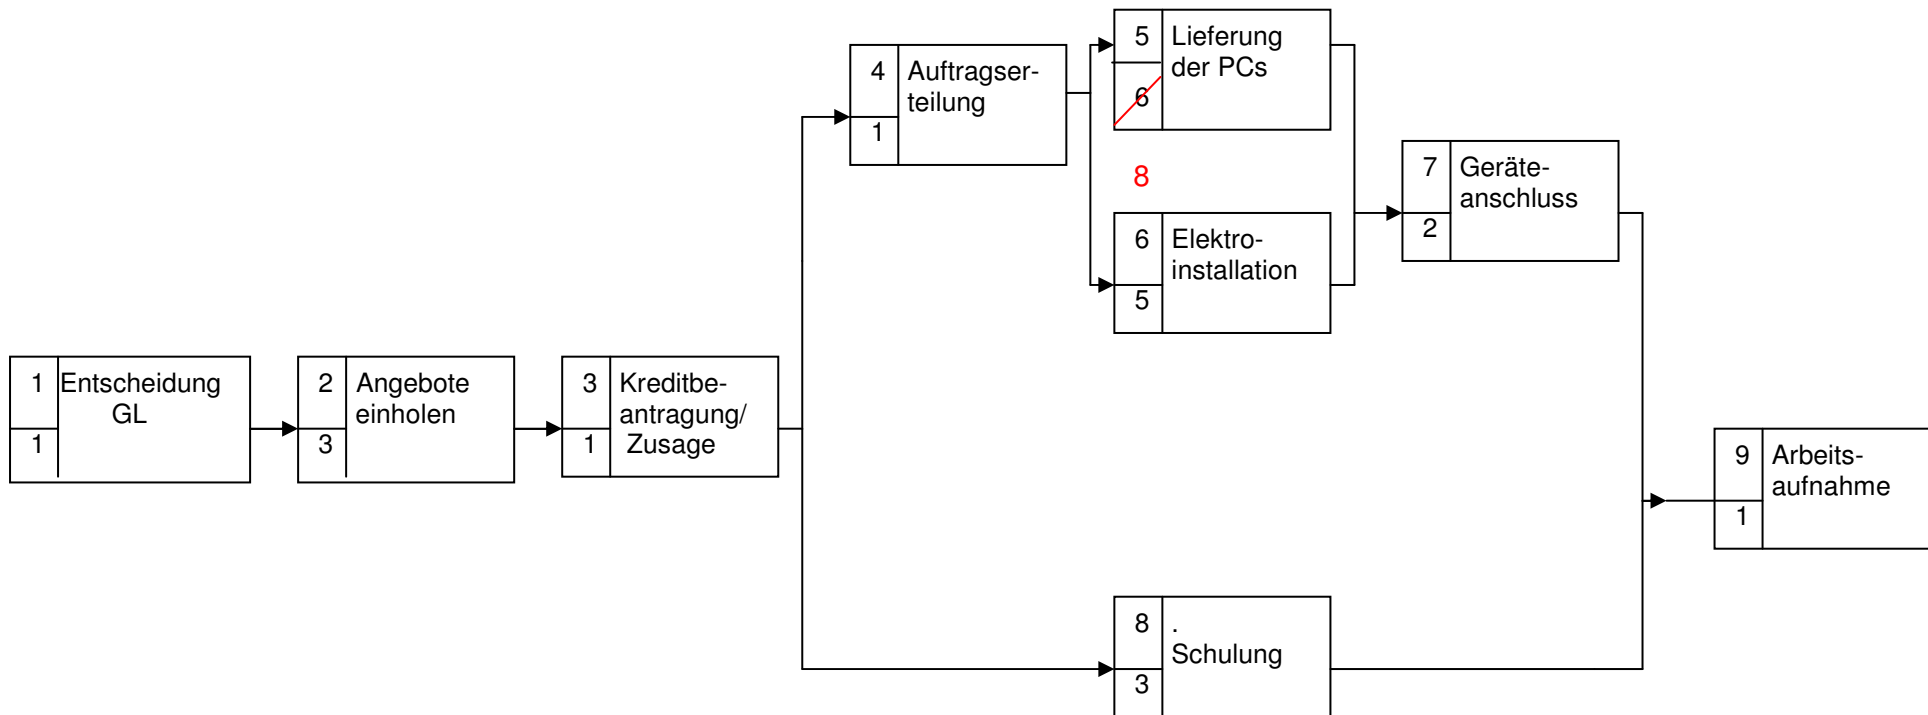 5 Lieferung
der PCs
6
8
4 Auftragser-
teilung
1
6 Elektro-
installation
5
7 Geräte-
anschluss
2
1 Entscheidung
GL
1
2 Angebote
einholen
3
3 Kreditbe-
antragung/
Zusage
1
8 .
Schulung
3
9 Arbeits-
aufnahme
1